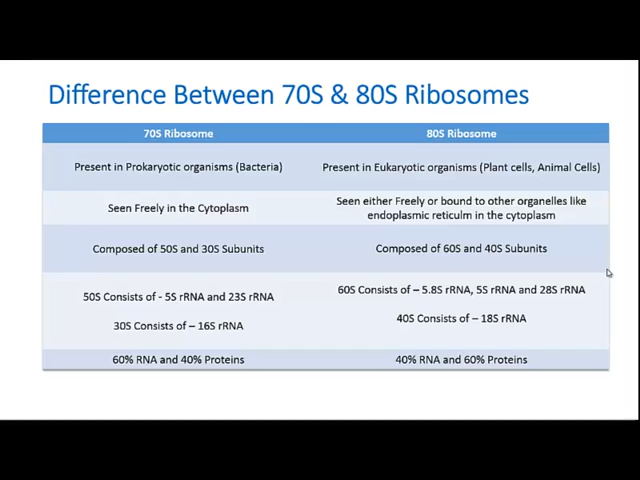 Difference Between 70S & 80S Ribosomes
70S Ribosome
80S Ribosome
Present in Prokaryotic organisms (Bacteria)
Present in Eukaryotic organisms (Plant cells, Animal Cells)
Seen Freely in the Cytoplasm
Seen either Freely or bound to other organelles like
endoplasmic reticulm in the cytoplasm
Composed of 50S and 30S Subunits
Composed of 60S and 40S Subunits
50S Consists of - 5S rRNA and 23S rRNA
30S Consists of – 16S rRNA
60S Consists of – 5.8S rRNA, 5S rRNA and 28S rRNA
40S Consists of – 18S rRNA
60% RNA and 40% Proteins
40% RNA and 60% Proteins